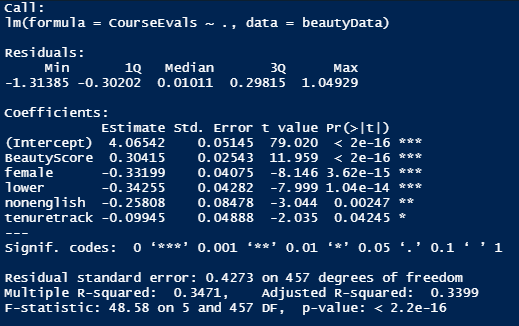 Call:
lm(formula = CourseEvals ~ ., data = beautyData)
Residuals:
     Min       1Q   Median       3Q      Max
-1.31385 -0.30202  0.01011  0.29815  1.04929
Coefficients:
            Estimate Std. Error t value Pr(>|t|)
(Intercept)  4.06542    0.05145  79.020  < 2e-16 ***
BeautyScore  0.30415    0.02543  11.959  < 2e-16 ***
female      -0.33199    0.04075  -8.146 3.62e-15 ***
lower       -0.34255    0.04282  -7.999 1.04e-14 ***
nonenglish  -0.25808    0.08478  -3.044  0.00247 **
tenuretrack -0.09945    0.04888  -2.035  0.04245 *
---
Signif. codes:  0 ‘***’ 0.001 ‘**’ 0.01 ‘*’ 0.05 ‘.’ 0.1 ‘ ’ 1
Residual standard error: 0.4273 on 457 degrees of freedom
Multiple R-squared:  0.3471,    Adjusted R-squared:  0.3399
F-statistic: 48.58 on 5 and 457 DF,  p-value: < 2.2e-16